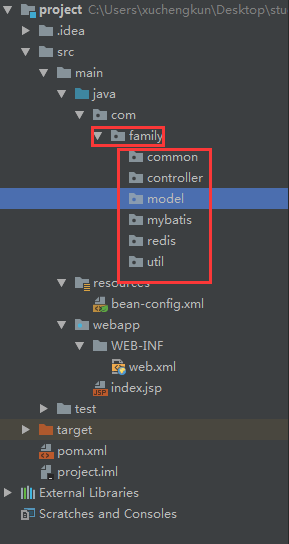 project C:\Users\xuchengkun\Desktop\stu
.idea
src
main
java
com
family
common
controller
model
mybatis
redis
util
resources
bean-config.xml
webapp
WEB-INF
web.xml
index.jsp
test
target
pom.xml
project.iml
External Libraries
Scratches and Consoles